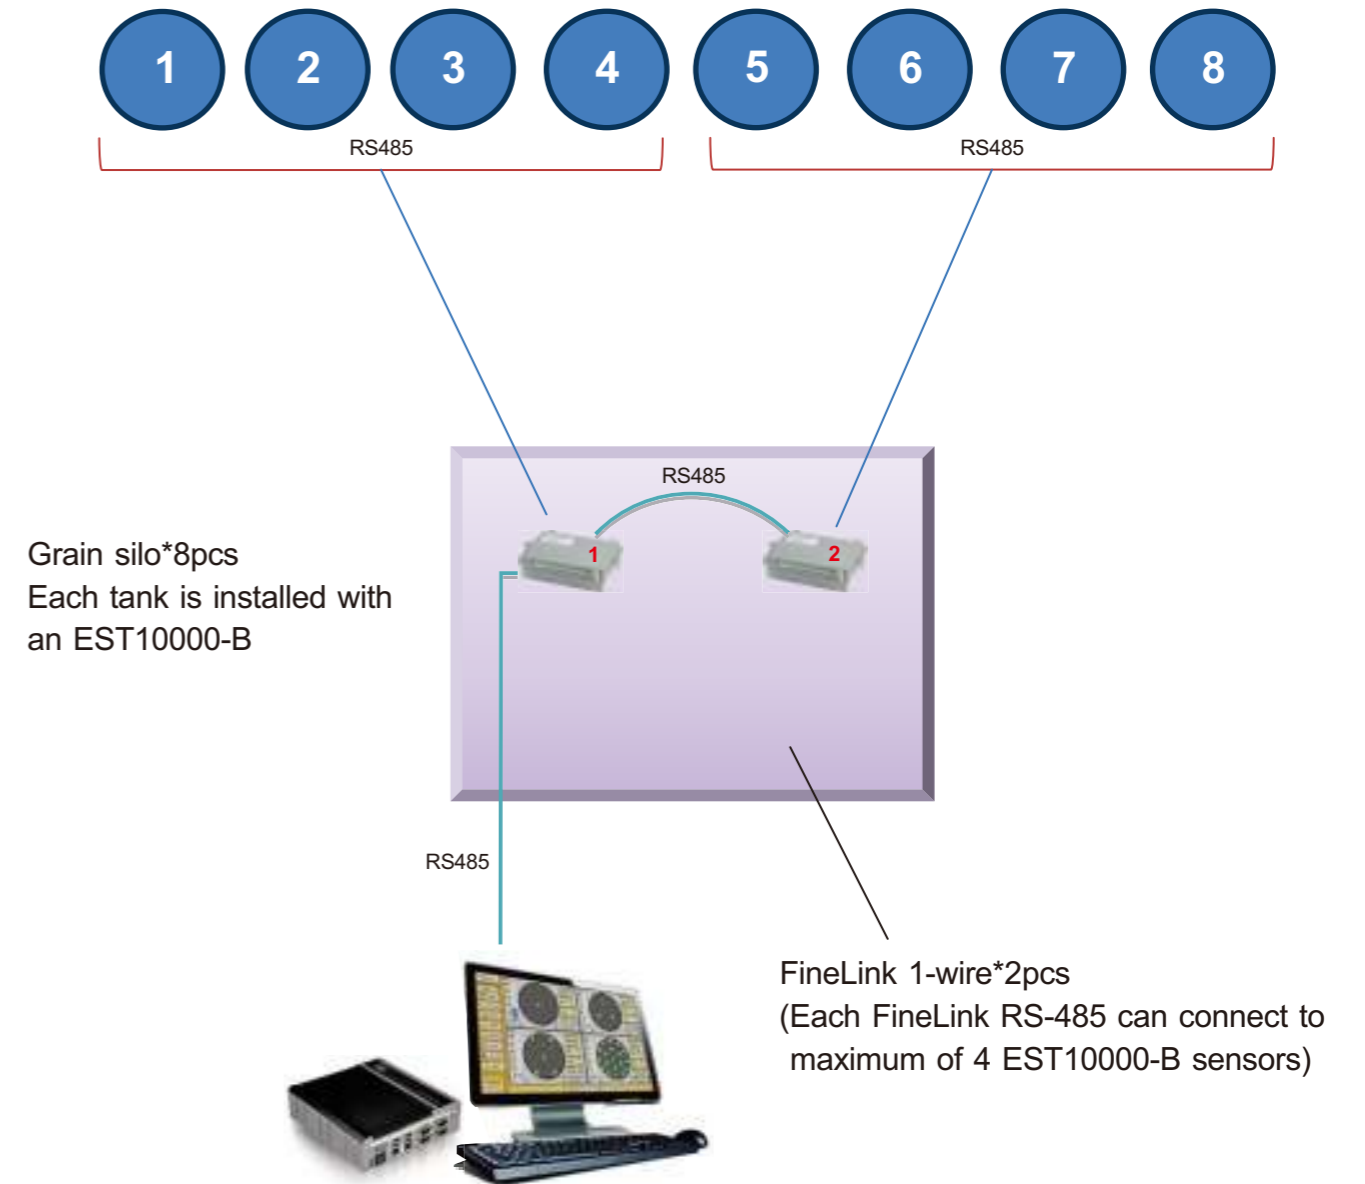 1 2 3 4 5 6 7 8
RS485 RS485
RS485
1 2
Grain silo*8pcs
Each tank is installed with
an EST10000-B
RS485
FineLink 1-wire*2pcs
(Each FineLink RS-485 can connect to
maximum of 4 EST10000-B sensors)